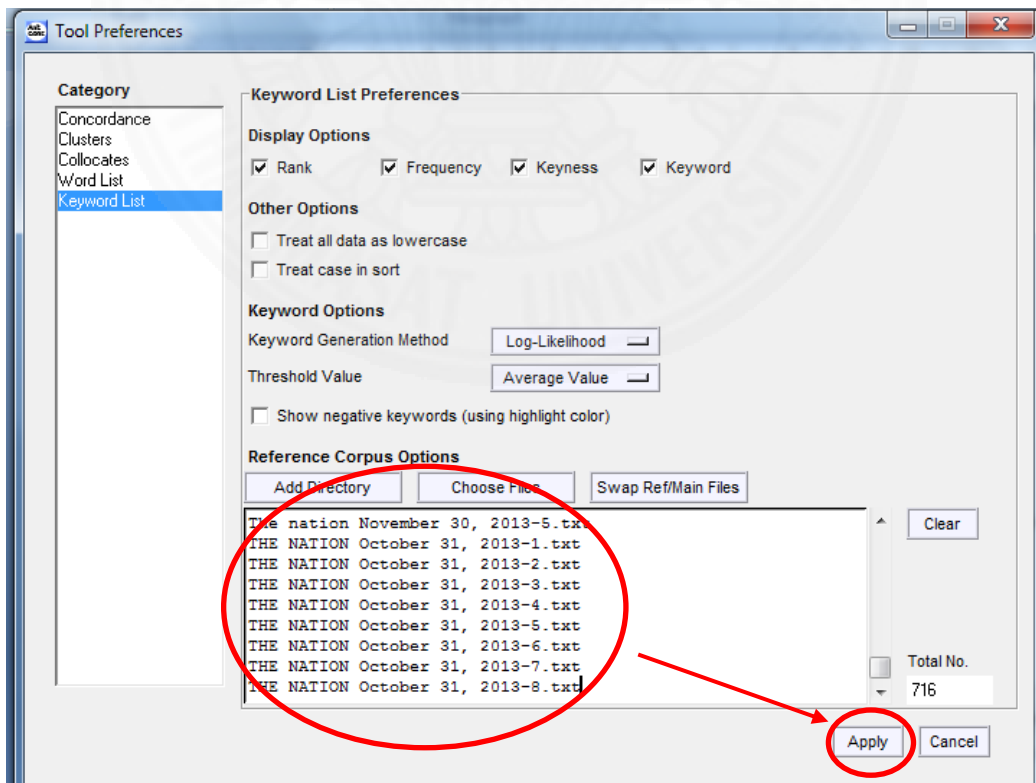 Ant
Conc
Tool Preferences
Category
Concordance
Clusters
Collocates
Word List
Keyword List
Keyword List Preferences
Display Options
Rank Frequency Keyness Keyword
Other Options
Treat all data as lowercase
Treat case in sort
Keyword Options
Keyword Generation Method Log-Likelihood
Threshold Value Average Value
Show negative keywords (using highlight color)
Reference Corpus Options
Add Directory Choose Files Swap Ref/Main Files
The nation November 30, 2013-5.txt
THE NATION October 31, 2013-1.txt
THE NATION October 31, 2013-2.txt
THE NATION October 31, 2013-3.txt
THE NATION October 31, 2013-4.txt
THE NATION October 31, 2013-5.txt
THE NATION October 31, 2013-6.txt
THE NATION October 31, 2013-7.txt
THE NATION October 31, 2013-8.txt
Clear
Total No.
716
Apply Cancel